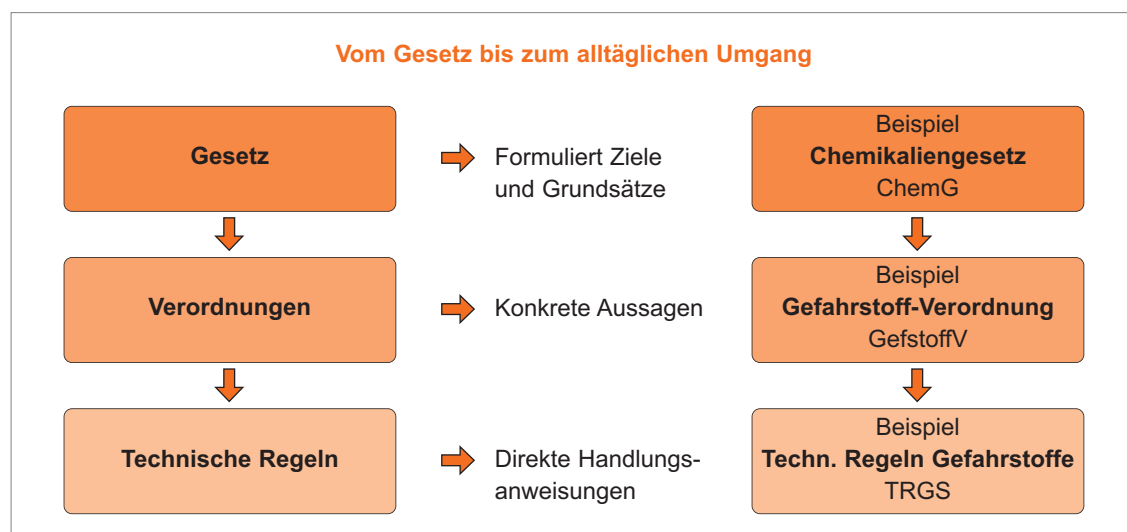 Vom Gesetz bis zum alltäglichen Umgang
Gesetz
Formuliert Ziele
und Grundsätze
Beispiel
Chemikaliengesetz
ChemG
Verordnungen
Konkrete Aussagen
Beispiel
Gefahrstoff-Verordnung
GefstoffV
Technische Regeln
Direkte Handlungs-
anweisungen
Beispiel
Techn. Regeln Gefahrstoffe
TRGS